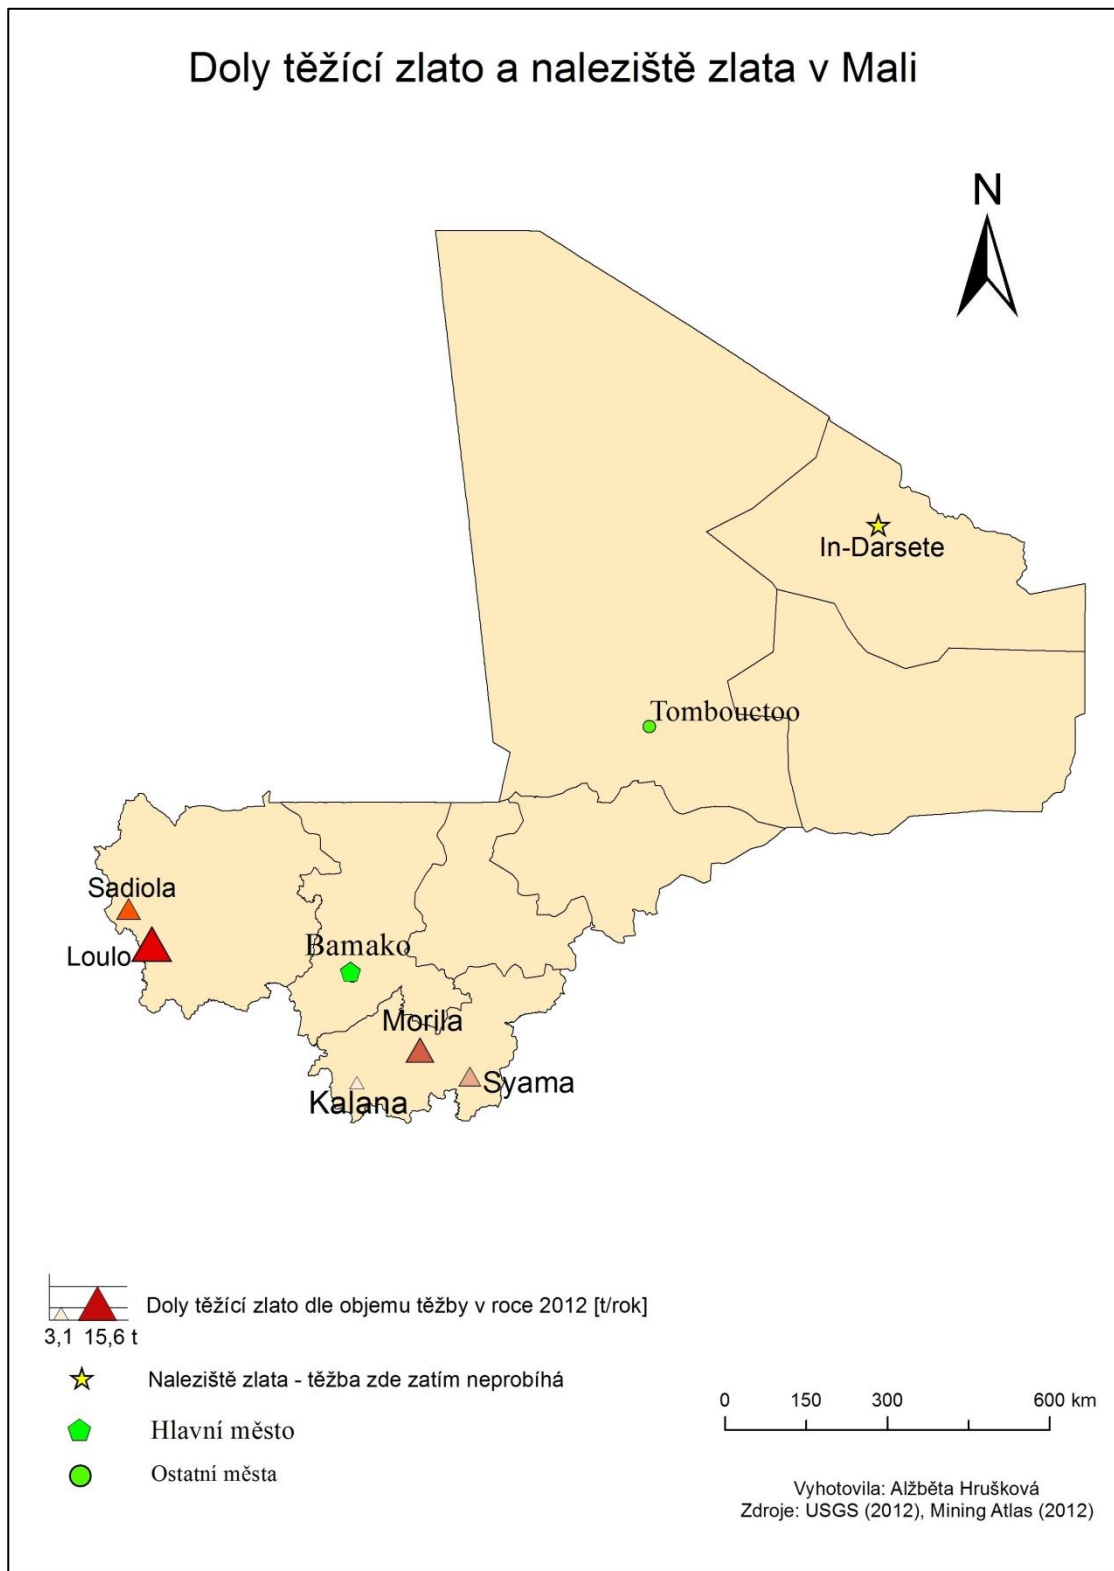 Doly těžící zlato a naleziště zlata v Mali
N
In-Darsete
Tombouctoo
Sadiola
Loulo
Bamako
Morila
Syama
Kalana
Doly těžící zlato dle objemu těžby v roce 2012 [t/rok]
3,1 15,6 t
Naleziště zlata - těžba zde zatím neprobíhá
Hlavní město
Ostatní města
0 150 300 600 km
Vyhotovila: Alžběta Hrušková
Zdroje: USGS (2012), Mining Atlas (2012)